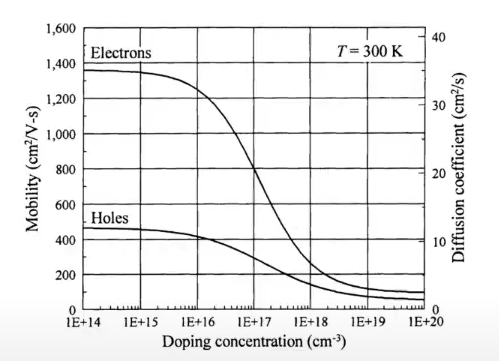 1,600
1,400
1,200
1,000
800
600
400
200
0
Mobility (cm²/V-s)
Electrons
Holes
T = 300 K
40
30
20
10
0
Diffusion coefficient (cm²/s)
1E+14 1E+15 1E+16 1E+17 1E+18 1E+19 1E+20
Doping concentration (cm⁻³)